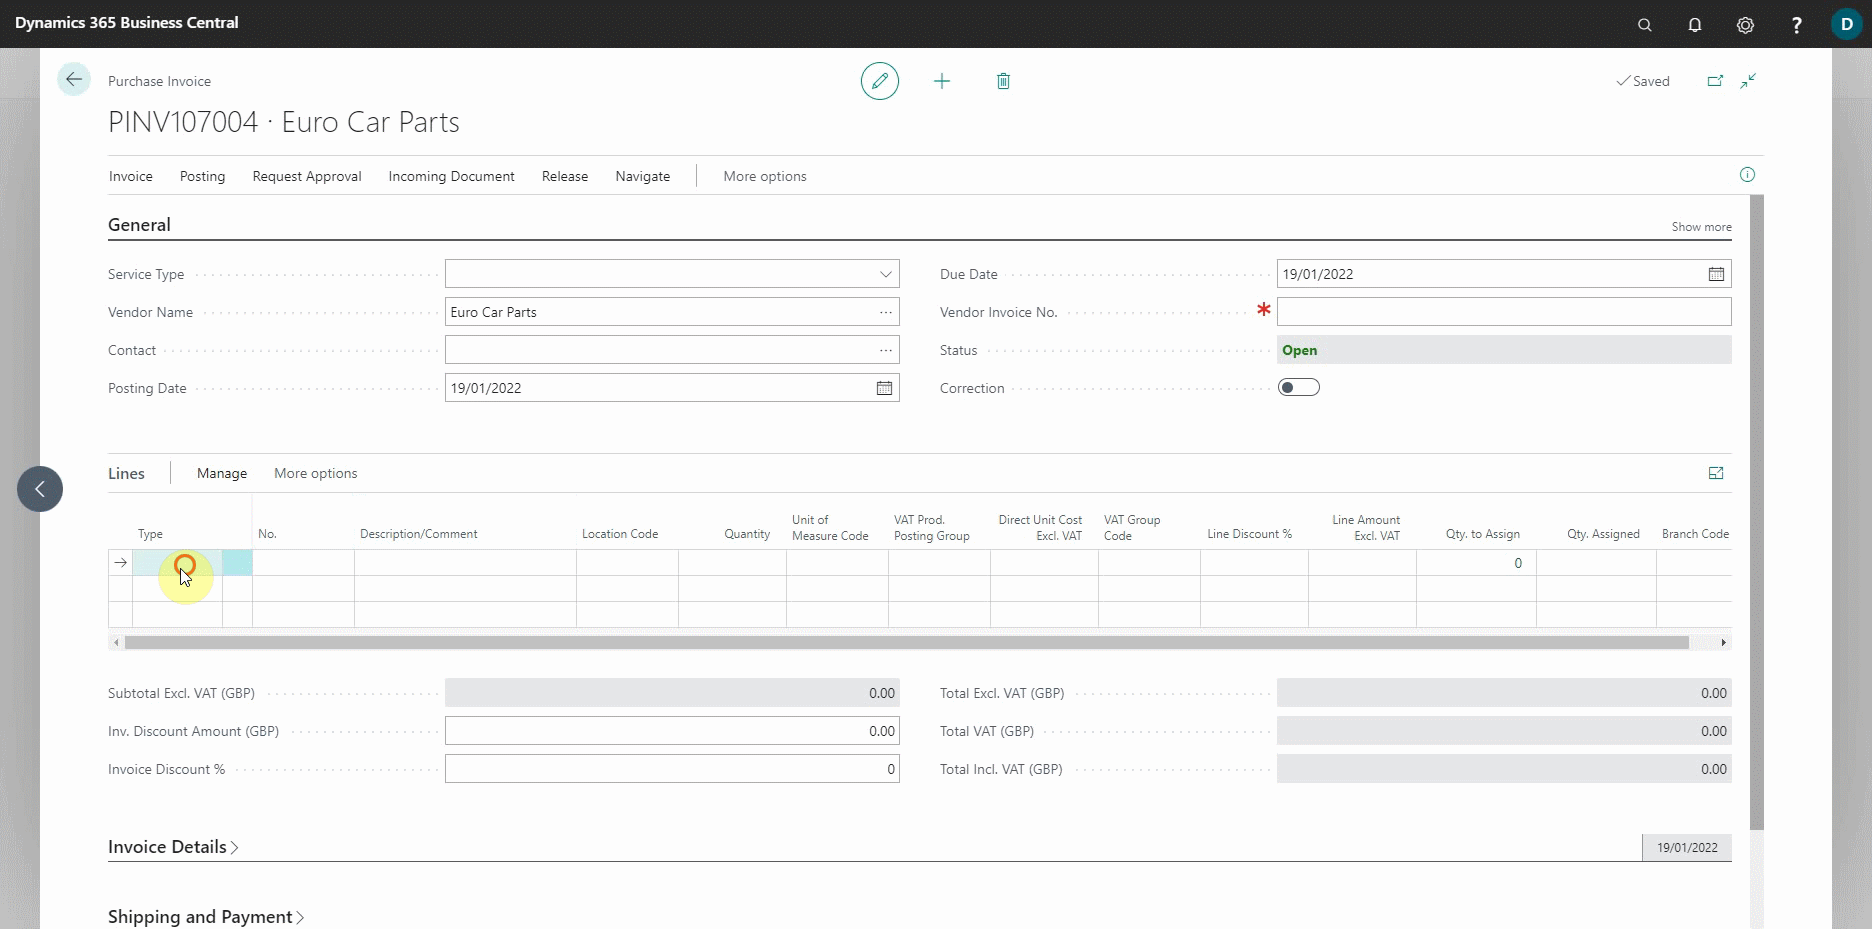 Dynamics 365 Business Central
?
D
Purchase Invoice
Saved
PINV107004 · Euro Car Parts
Invoice Posting Request Approval Incoming Document Release Navigate More options
General
Show more
Service Type
Due Date 19/01/2022
Vendor Name Euro Car Parts
Vendor Invoice No. *
Contact
Status Open
Posting Date 19/01/2022
Correction
Lines Manage More options
Type No. Description/Comment Location Code Quantity Unit of Measure Code VAT Prod. Posting Group Direct Unit Cost Excl. VAT VAT Group Code Line Discount % Line Amount Excl. VAT Qty. to Assign Qty. Assigned Branch Code
0
Subtotal Excl. VAT (GBP) 0.00 Total Excl. VAT (GBP) 0.00
Inv. Discount Amount (GBP) 0.00 Total VAT (GBP) 0.00
Invoice Discount % 0 Total Incl. VAT (GBP) 0.00
Invoice Details 19/01/2022
Shipping and Payment